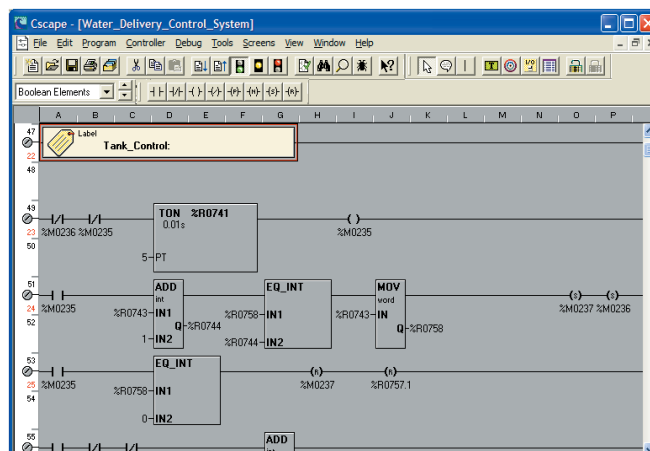 Cscape - [Water_Delivery_Control_System]
File Edit Program Controller Debug Tools Screens View Window Help
Boolean Elements
A B C D E F G H I J K L M N O P
47
22
Label
Tank_Control:
48
49
23
TON %R0741
0.01s
%M0236 %M0235
%M0235
50
5 PT
51
24
ADD
int
EQ_INT
MOV
word
%M0235
%R0743 IN1
%R0758 IN1
%R0743 IN
%M0237 %M0236
Q %R0744
Q %R0758
52
1 IN2
%R0744 IN2
53
25
EQ_INT
%M0235
%M0237
%R0757.1
%R0758 IN1
54
0 IN2
55
ADD